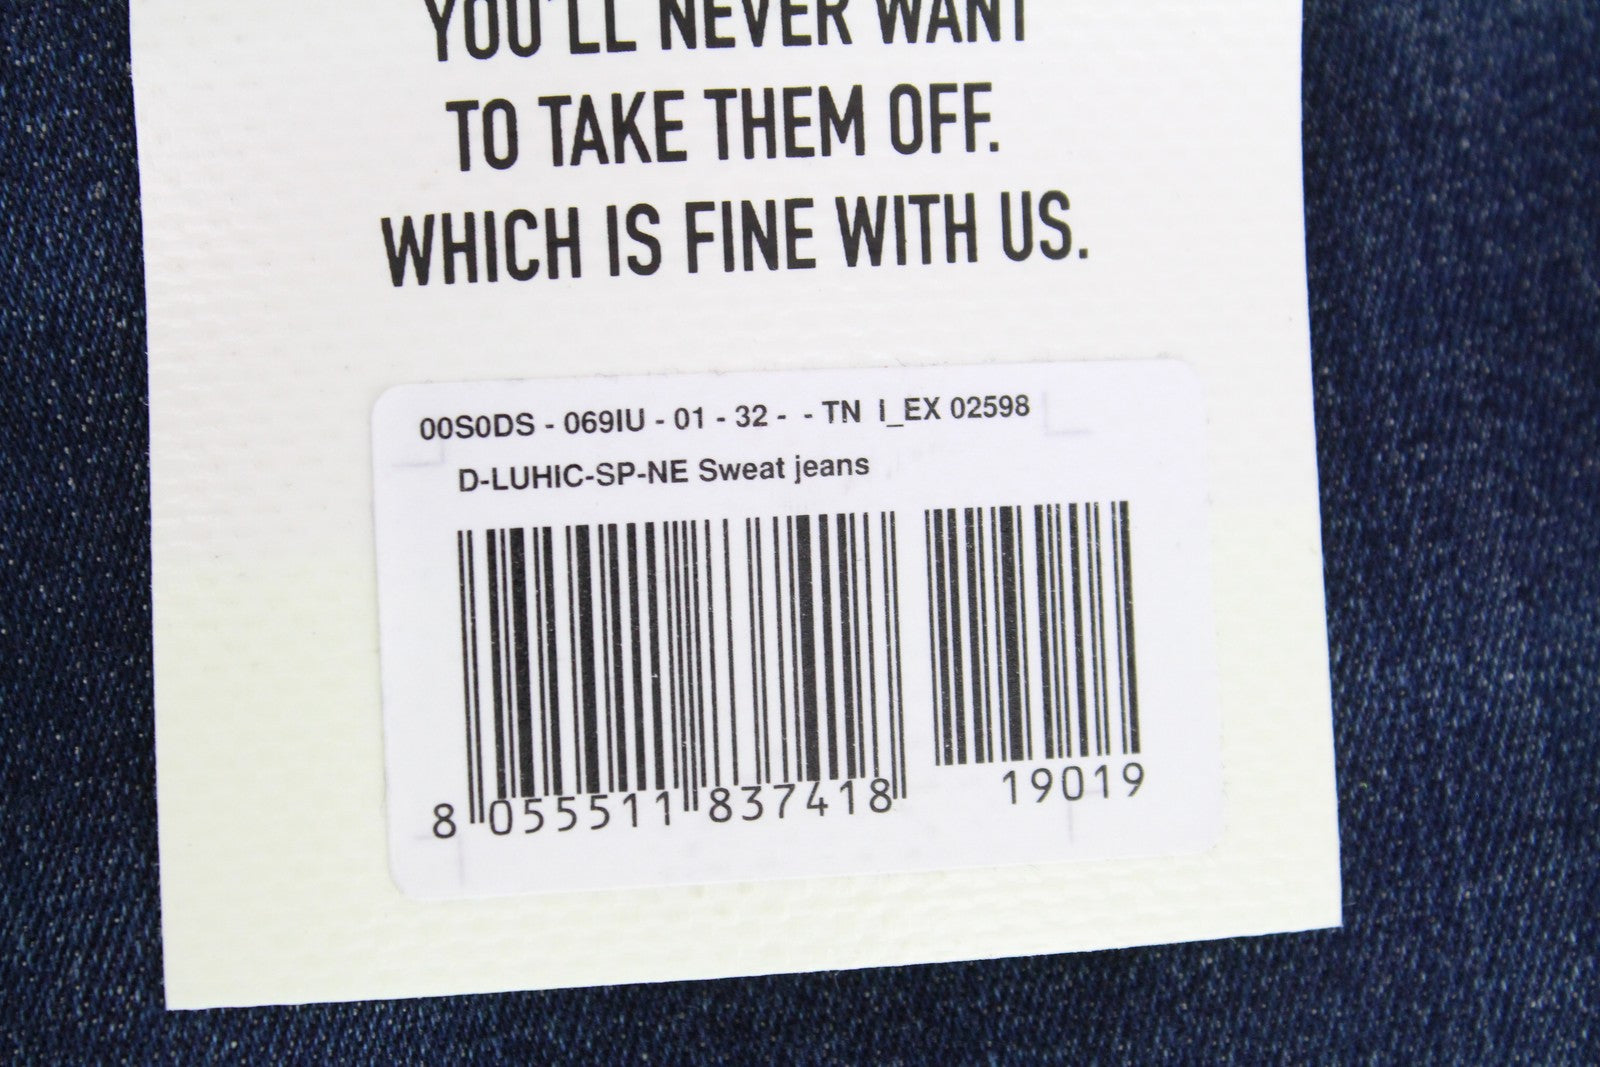 YOU'LL NEVER WANT
TO TAKE THEM OFF.
WHICH IS FINE WITH US.
00S0DS - 069IU - 01 - 32 - - TN I_EX 02598
D-LUHIC-SP-NE Sweat jeans
8 055511 837418 19019